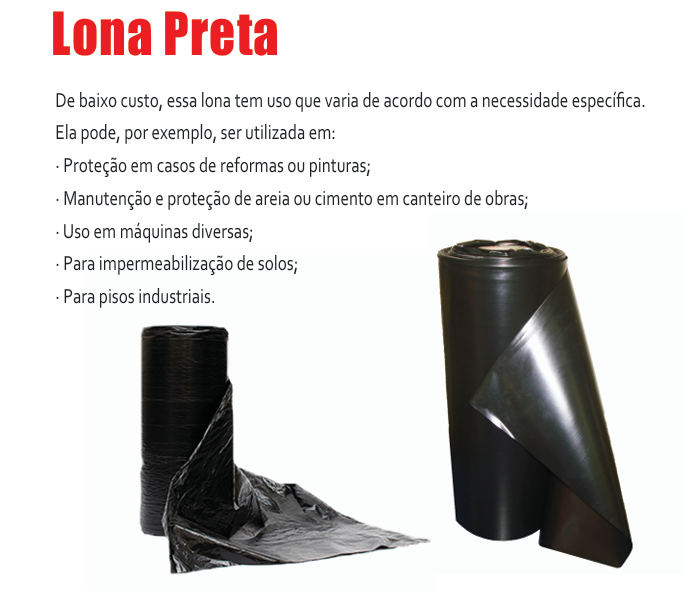 Lona Preta
De baixo custo, essa lona tem uso que varia de acordo com a necessidade específica.
Ela pode, por exemplo, ser utilizada em:
· Proteção em casos de reformas ou pinturas;
· Manutenção e proteção de areia ou cimento em canteiro de obras;
· Uso em máquinas diversas;
· Para impermeabilização de solos;
· Para pisos industriais.